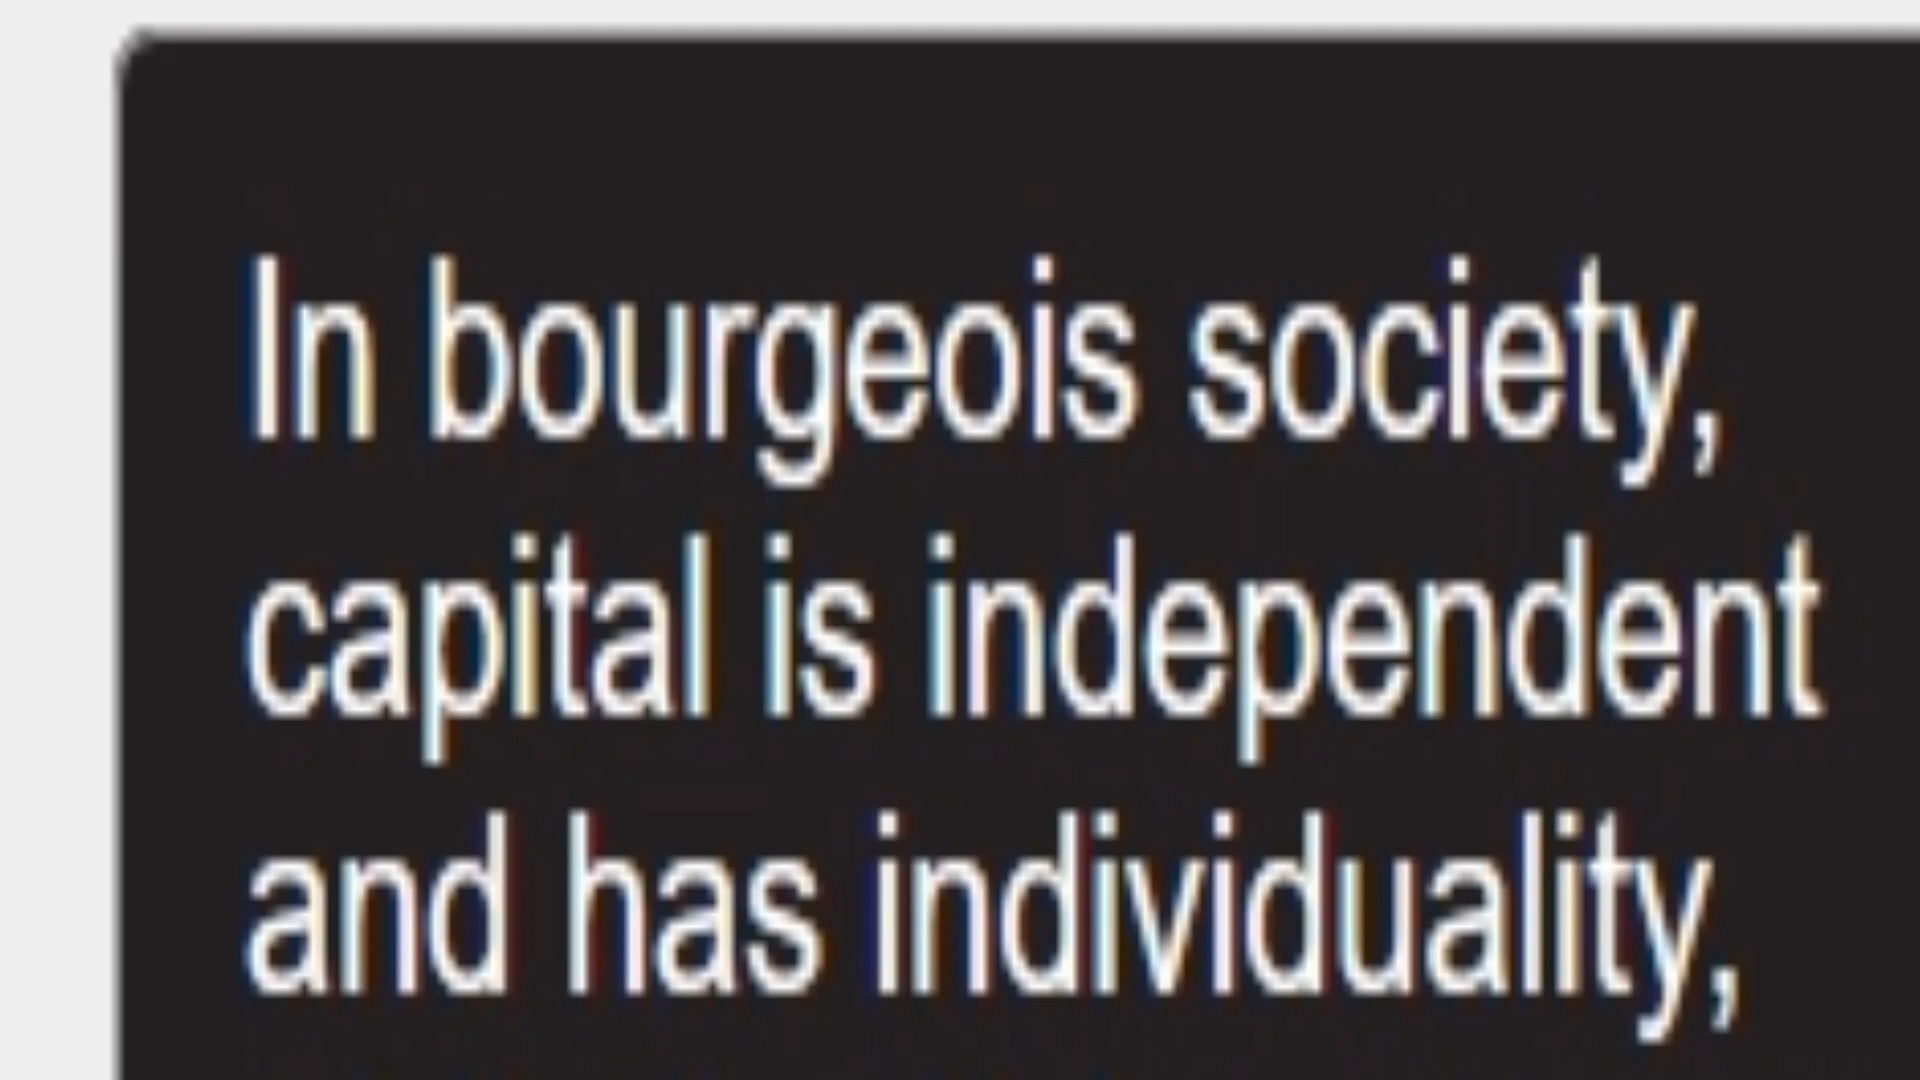 In bourgeois society,
capital is independent
and has individuality,